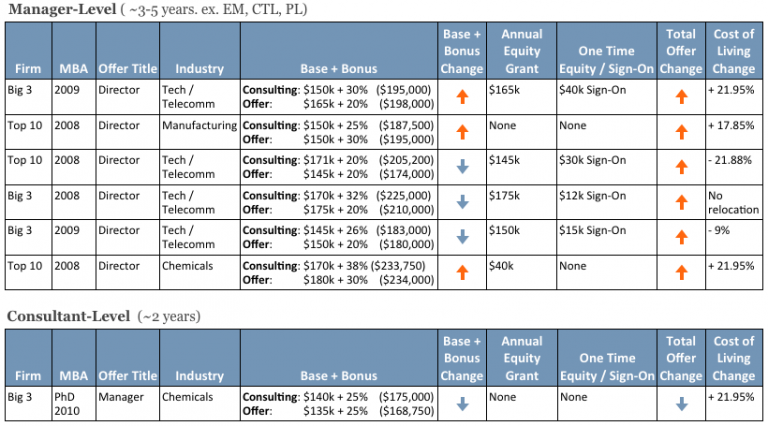 Manager-Level ( ~3-5 years. ex. EM, CTL, PL)
Firm MBA Offer Title Industry Base + Bonus Base + Bonus Change Annual Equity Grant One Time Equity / Sign-On Total Offer Change Cost of Living Change
Big 3 2009 Director Tech / Telecomm Consulting: $150k + 30% ($195,000) $165k $40k Sign-On + 21.95%
Offer: $165k + 20% ($198,000)
Top 10 2008 Director Manufacturing Consulting: $150k + 25% ($187,500) None None + 17.85%
Offer: $150k + 30% ($195,000)
Top 10 2008 Director Tech / Telecomm Consulting: $171k + 20% ($205,200) $145k $30k Sign-On - 21.88%
Offer: $145k + 20% ($174,000)
Big 3 2008 Director Tech / Telecomm Consulting: $170k + 32% ($225,000) $175k $12k Sign-On No relocation
Offer: $175k + 20% ($210,000)
Big 3 2009 Director Tech / Telecomm Consulting: $145k + 26% ($183,000) $150k $15k Sign-On - 9%
Offer: $150k + 20% ($180,000)
Top 10 2008 Director Chemicals Consulting: $170k + 38% ($233,750) $40k None + 21.95%
Offer: $180k + 30% ($234,000)
Consultant-Level (~2 years)
Firm MBA Offer Title Industry Base + Bonus Base + Bonus Change Annual Equity Grant One Time Equity / Sign-On Total Offer Change Cost of Living Change
Big 3 PhD 2010 Manager Chemicals Consulting: $140k + 25% ($175,000) None None + 21.95%
Offer: $135k + 25% ($168,750)